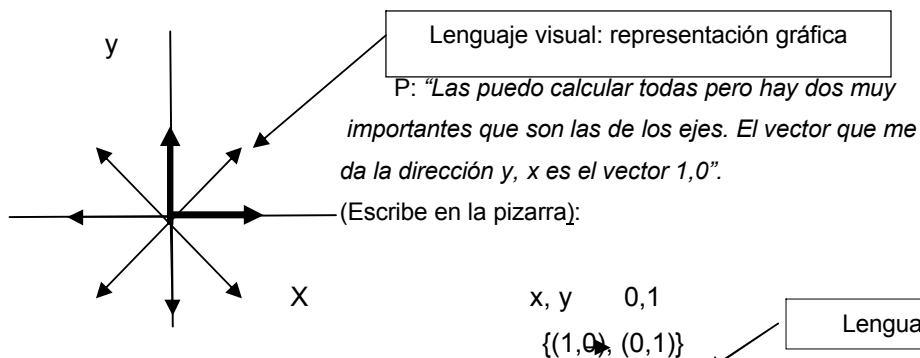 y
Lenguaje visual: representación gráfica
P: “Las puedo calcular todas pero hay dos muy
importantes que son las de los ejes. El vector que me
da la dirección y, x es el vector 1,0”.
(Escribe en la pizarra):
X
x, y 0,1
{(1,0), (0,1)}
Lengua